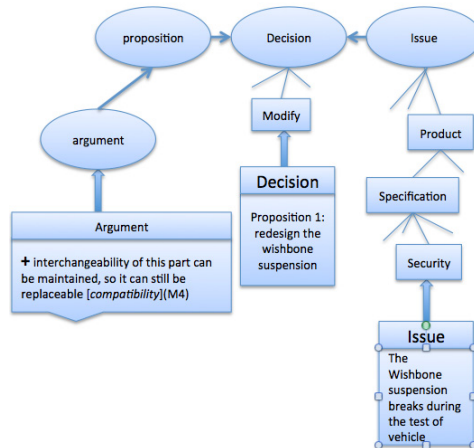 proposition
Decision
Issue
Modify
argument
Product
Decision
Proposition 1:
redesign the
wishbone
suspension
Specification
Argument
+ interchangeability of this part can
be maintained, so it can still be
replaceable [compatibility](M4)
Security
Issue
The
Wishbone
suspension
breaks during
the test of
vehicle